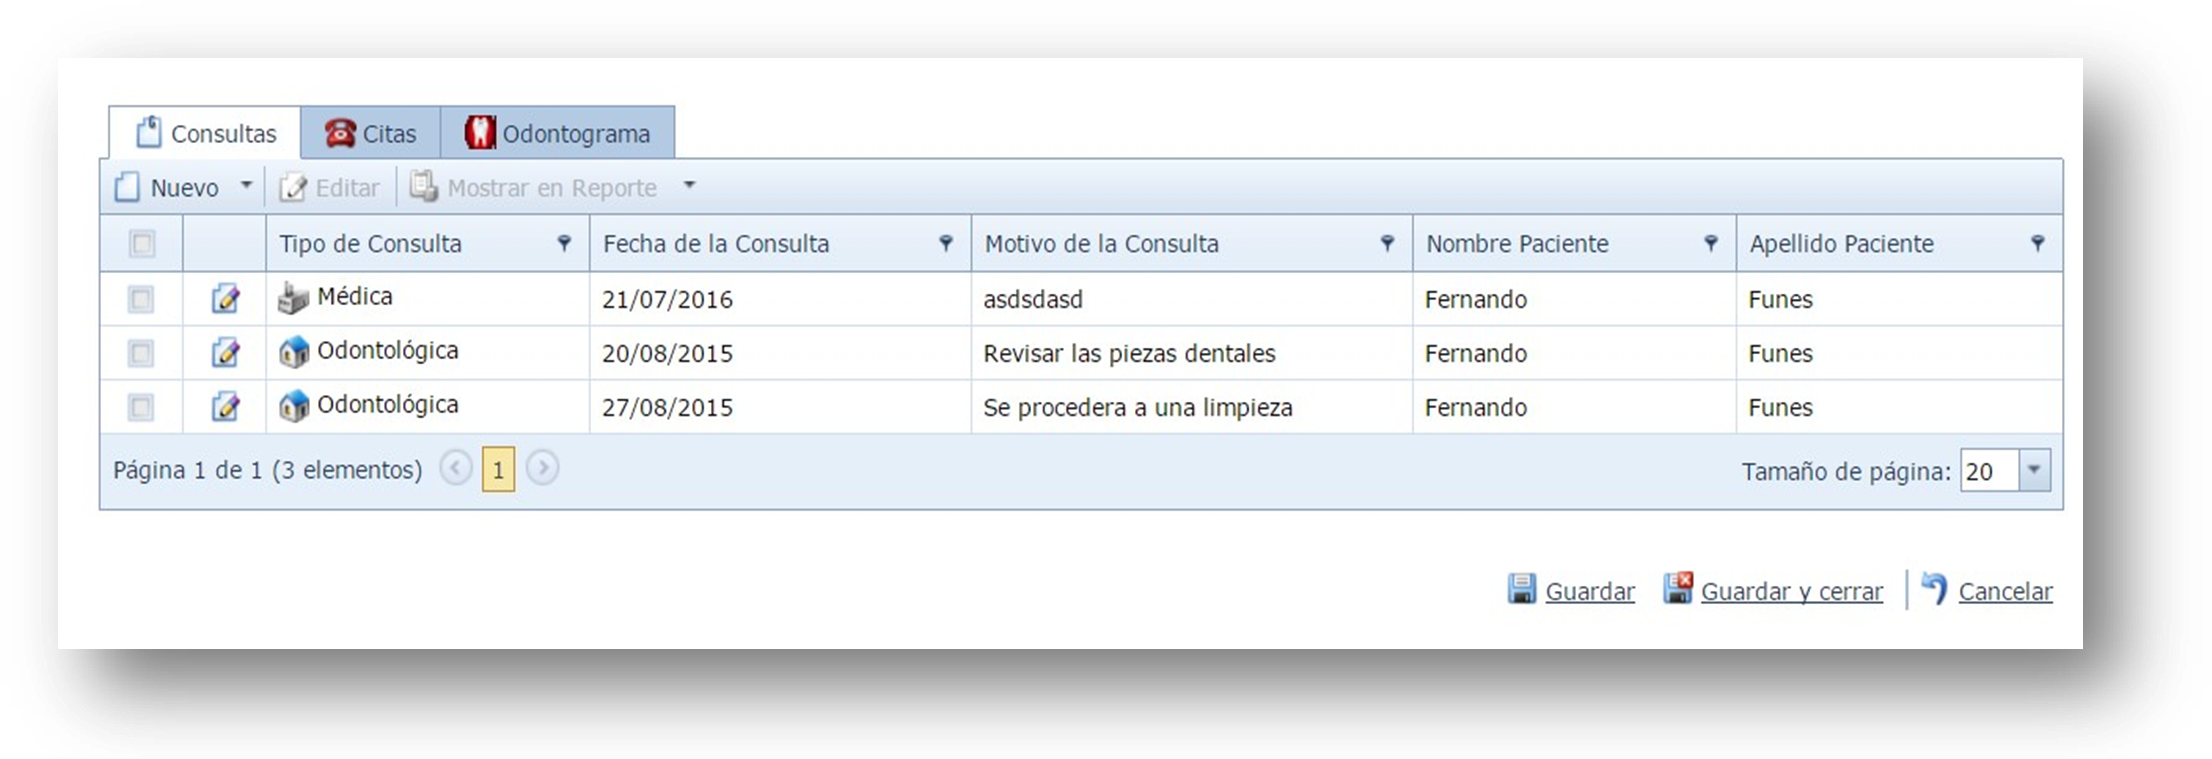 Consultas Citas Odontograma
Nuevo Editar Mostrar en Reporte
Tipo de Consulta Fecha de la Consulta Motivo de la Consulta Nombre Paciente Apellido Paciente
Médica 21/07/2016 asdsdasd Fernando Funes
Odontológica 20/08/2015 Revisar las piezas dentales Fernando Funes
Odontológica 27/08/2015 Se procedera a una limpieza Fernando Funes
Página 1 de 1 (3 elementos) 1 Tamaño de página: 20
Guardar Guardar y cerrar Cancelar